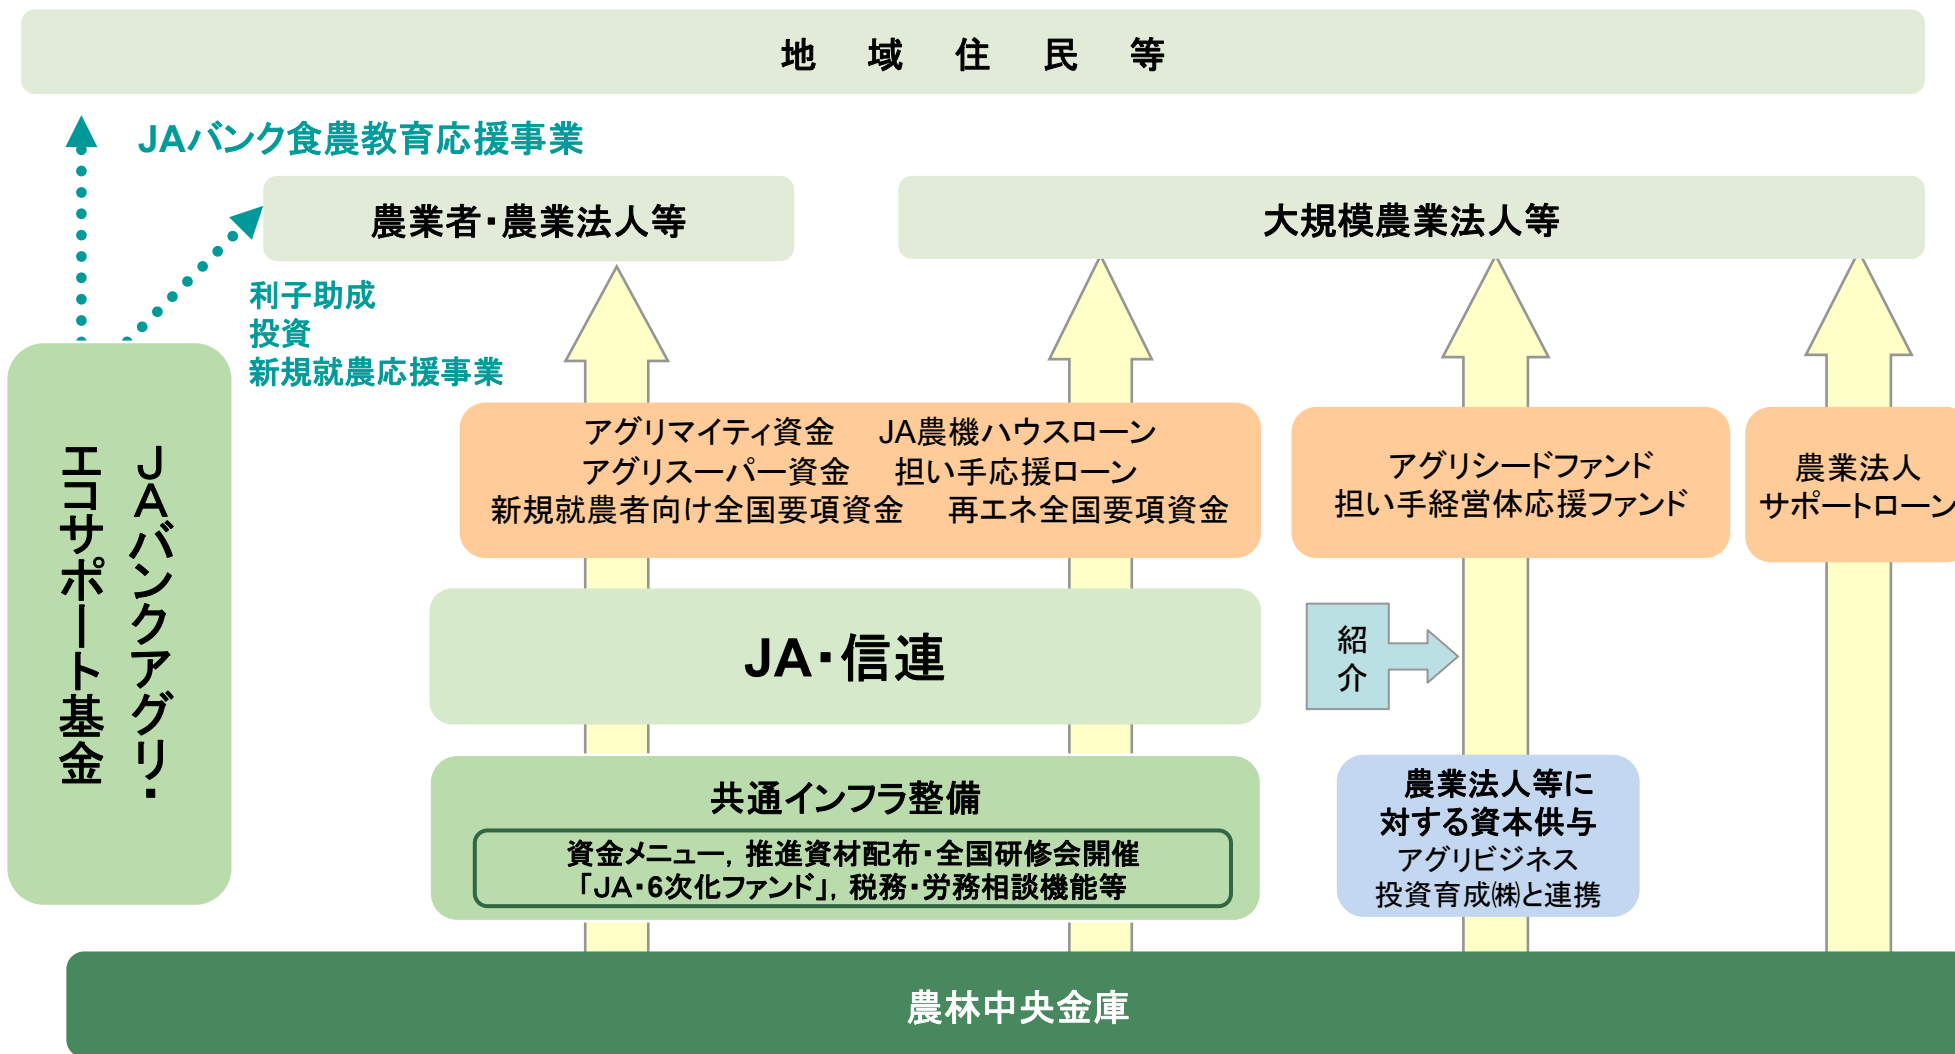 地域住民等
JAバンク食農教育応援事業
農業者・農業法人等
大規模農業法人等
利子助成
投資
新規就農応援事業
JAバンクアグリ・
エコサポート基金
アグリマイティ資金 JA農機ハウスローン
アグリスーパー資金 担い手応援ローン
新規就農者向け全国要項資金 再エネ全国要項資金
アグリシードファンド
担い手経営体応援ファンド
農業法人
サポートローン
JA・信連
紹
介
共通インフラ整備
資金メニュー, 推進資材配布・全国研修会開催
「JA・6次化ファンド」, 税務・労務相談機能等
農業法人等に
対する資本供与
アグリビジネス
投資育成㈱と連携
農林中央金庫